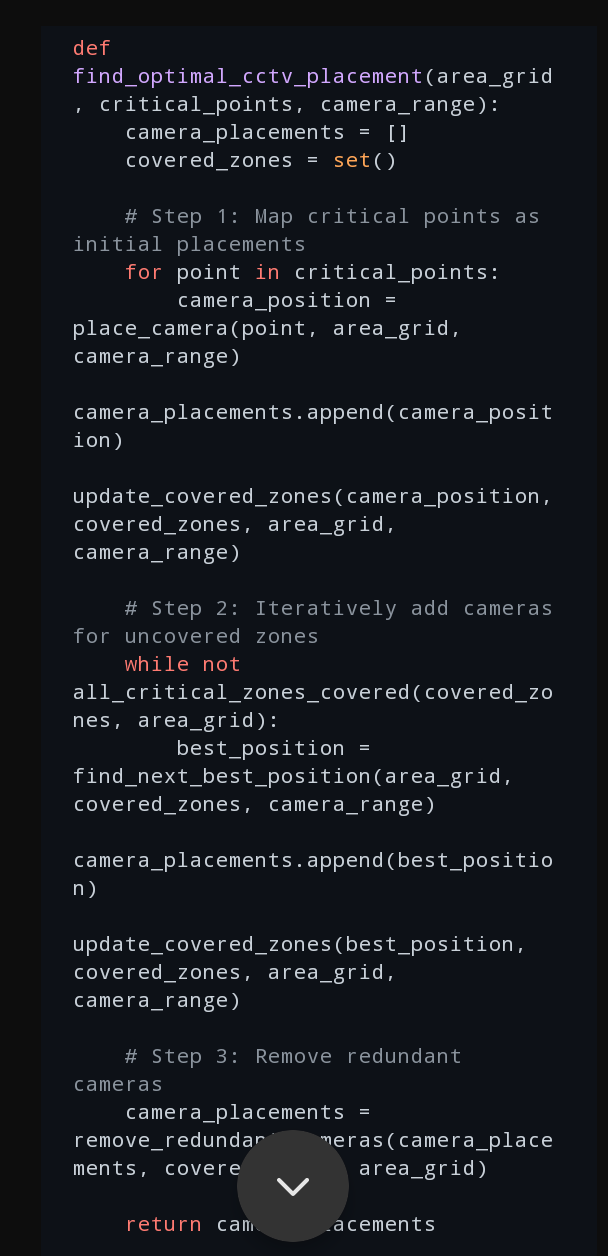 def
find_optimal_cctv_placement(area_grid
, critical_points, camera_range):
    camera_placements = []
    covered_zones = set()

    # Step 1: Map critical points as
initial placements
    for point in critical_points:
        camera_position =
place_camera(point, area_grid,
camera_range)

camera_placements.append(camera_posit
ion)

update_covered_zones(camera_position,
covered_zones, area_grid,
camera_range)

    # Step 2: Iteratively add cameras
for uncovered zones
    while not
all_critical_zones_covered(covered_zo
nes, area_grid):
        best_position =
find_next_best_position(area_grid,
covered_zones, camera_range)

camera_placements.append(best_positio
n)

update_covered_zones(best_position,
covered_zones, area_grid,
camera_range)

    # Step 3: Remove redundant
cameras
    camera_placements =
meras(camera_place
ments, area_grid)

    return